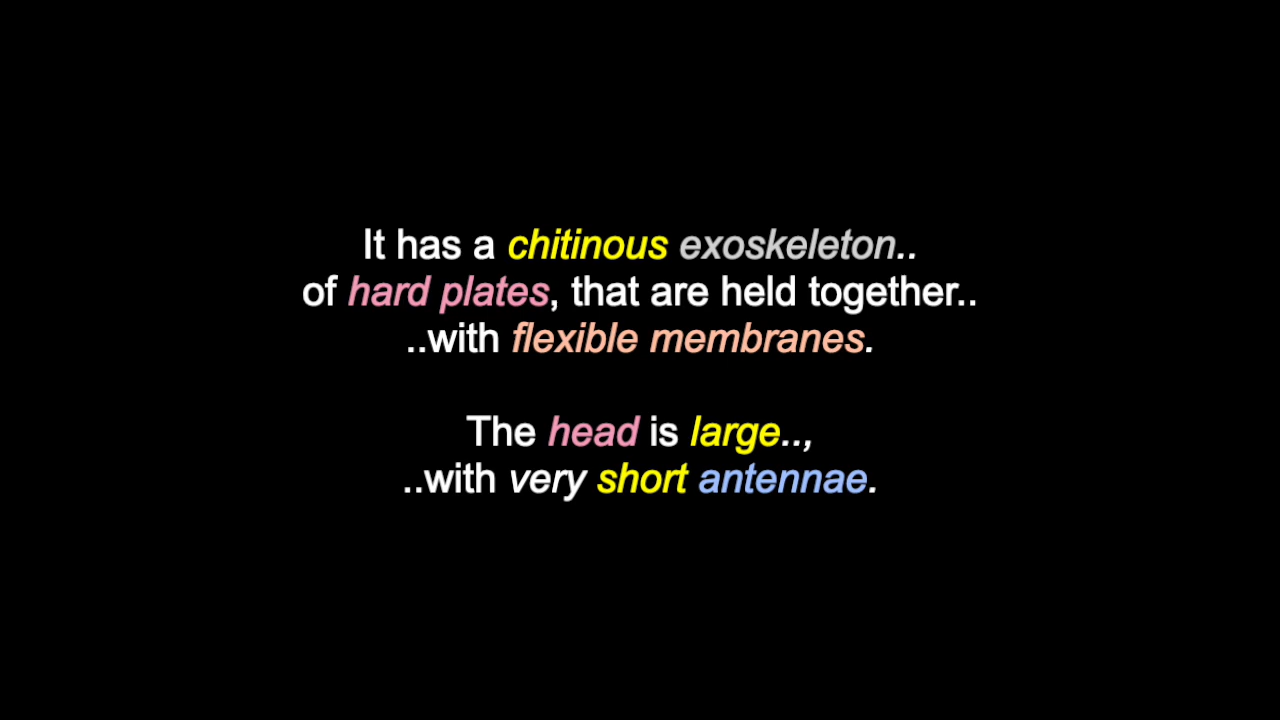 It has a chitinous exoskeleton..
of hard plates, that are held together..
..with flexible membranes.
The head is large..,
..with very short antennae.